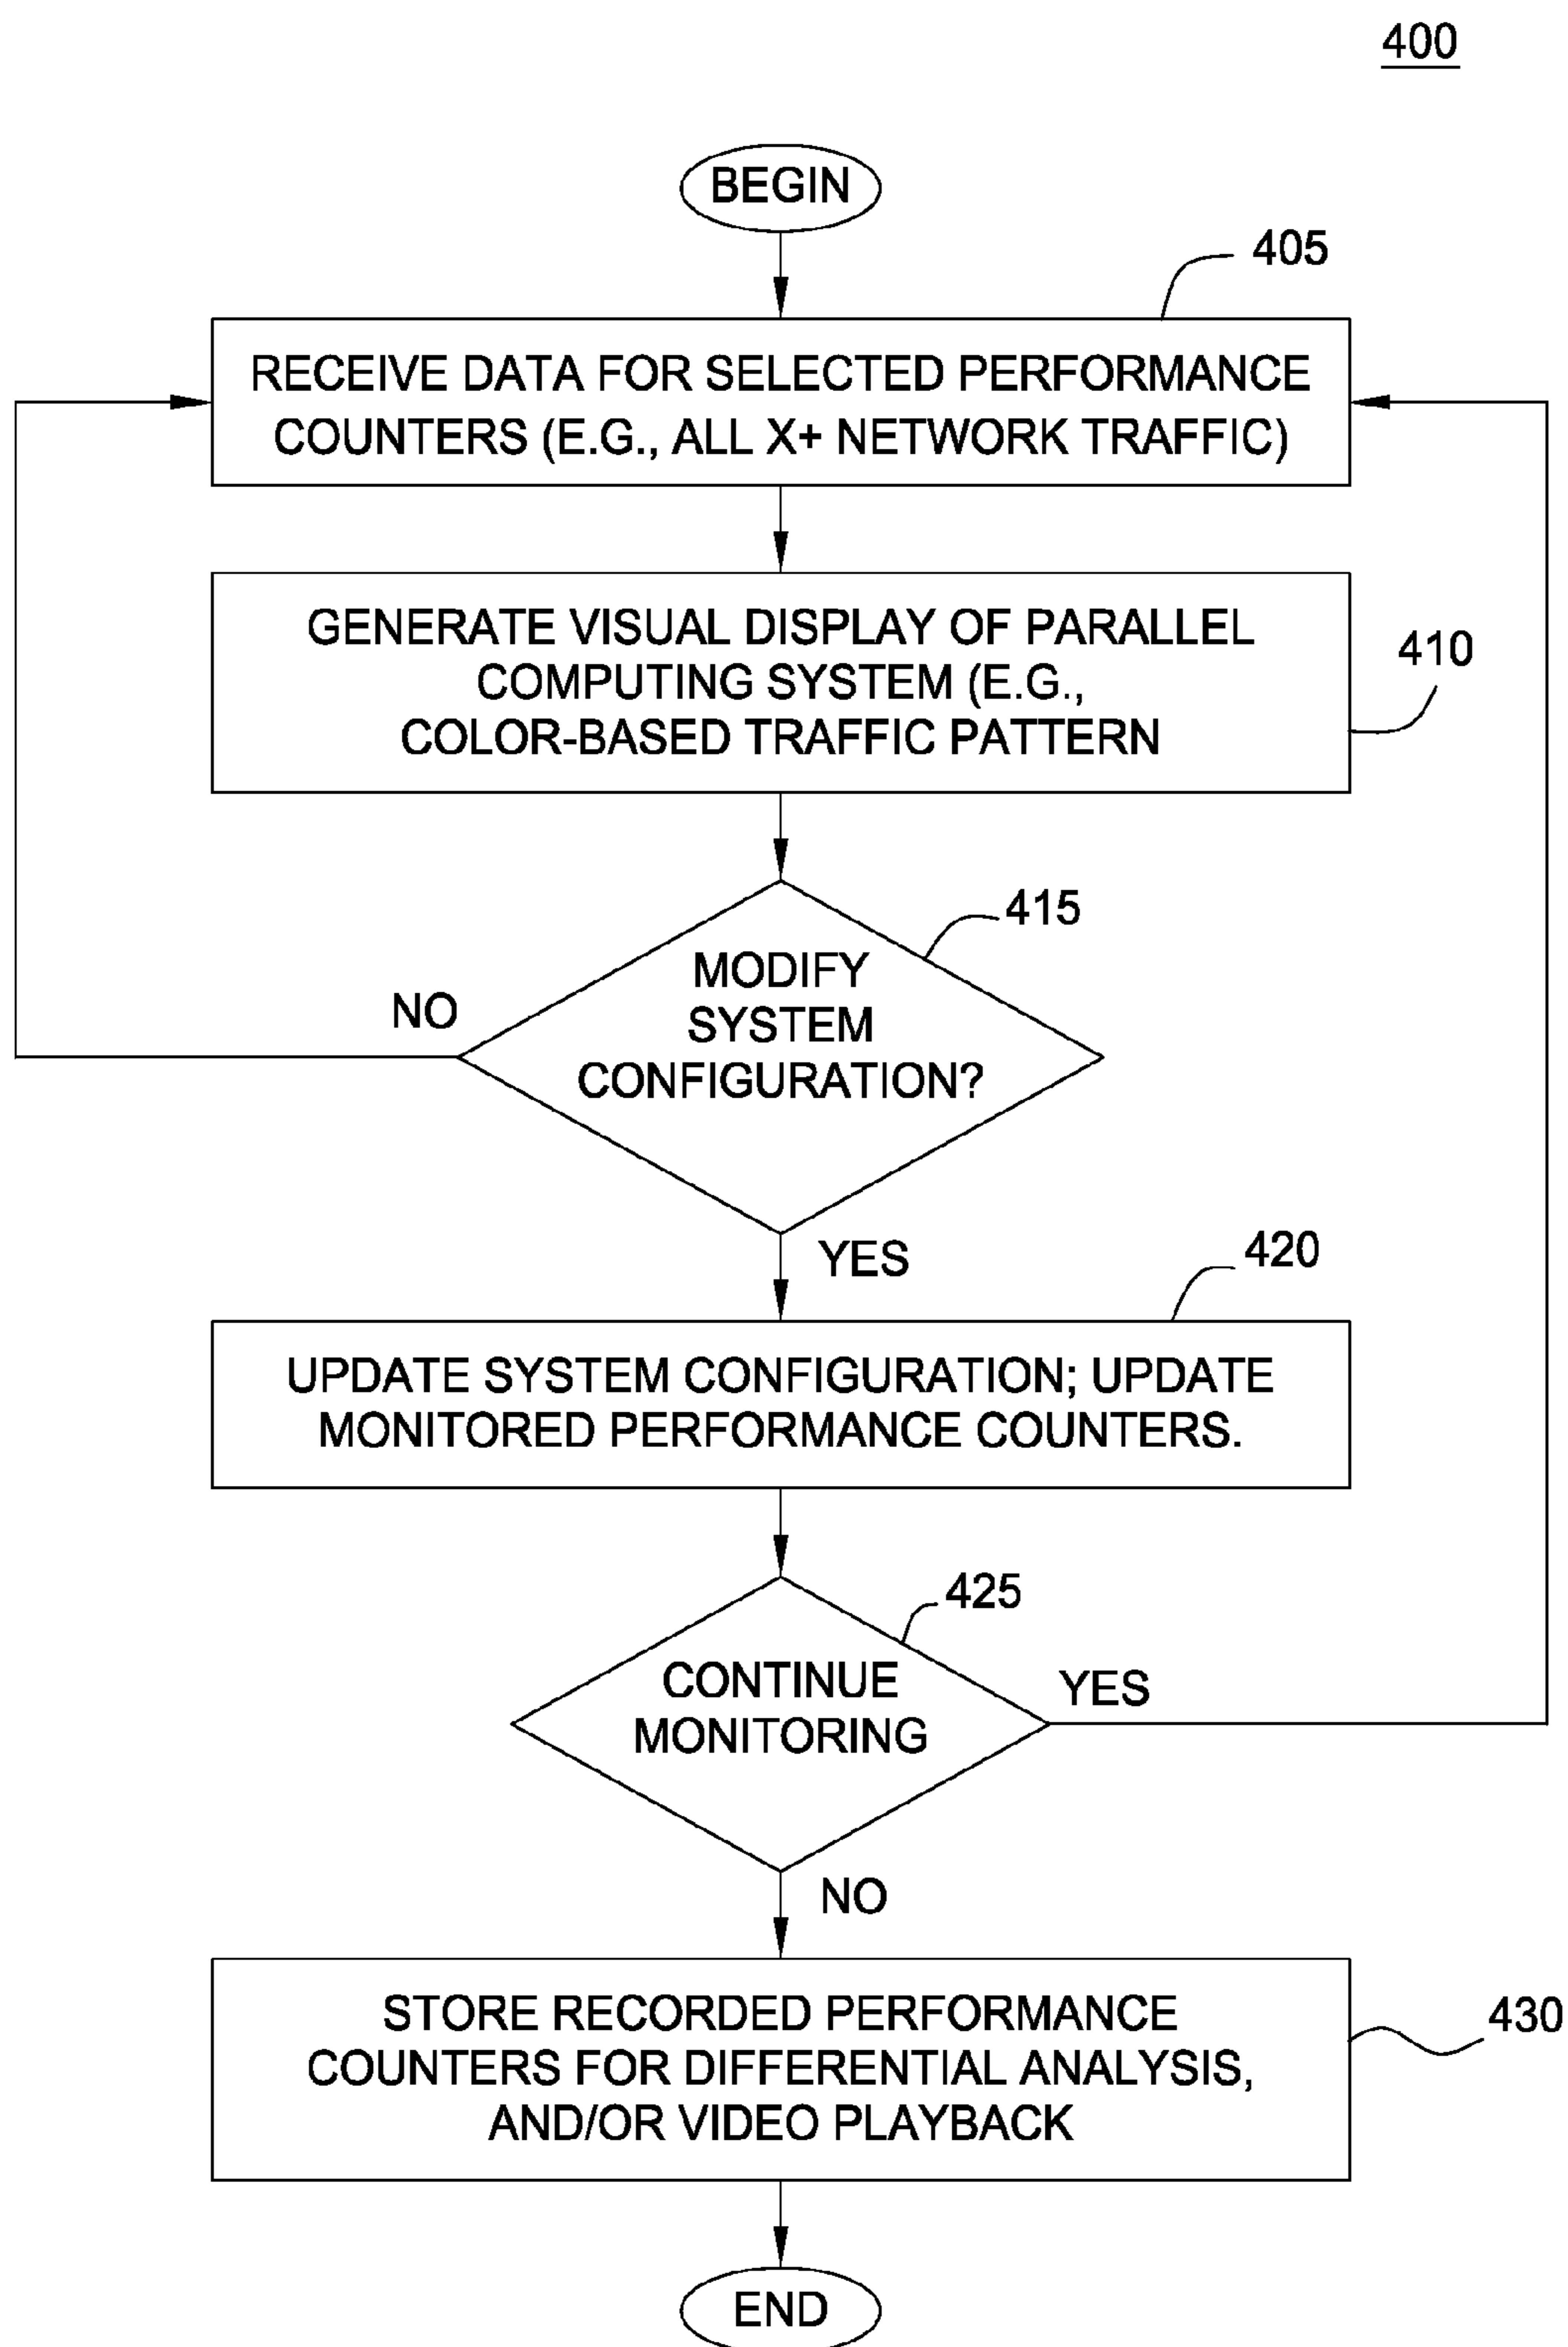 400
BEGIN
405
RECEIVE DATA FOR SELECTED PERFORMANCE
COUNTERS (E.G., ALL X+ NETWORK TRAFFIC)
GENERATE VISUAL DISPLAY OF PARALLEL
COMPUTING SYSTEM (E.G.,
COLOR-BASED TRAFFIC PATTERN
410
415
MODIFY
SYSTEM
CONFIGURATION?
NO
YES
420
UPDATE SYSTEM CONFIGURATION; UPDATE
MONITORED PERFORMANCE COUNTERS.
425
CONTINUE
MONITORING
YES
NO
STORE RECORDED PERFORMANCE
COUNTERS FOR DIFFERENTIAL ANALYSIS,
AND/OR VIDEO PLAYBACK
430
END